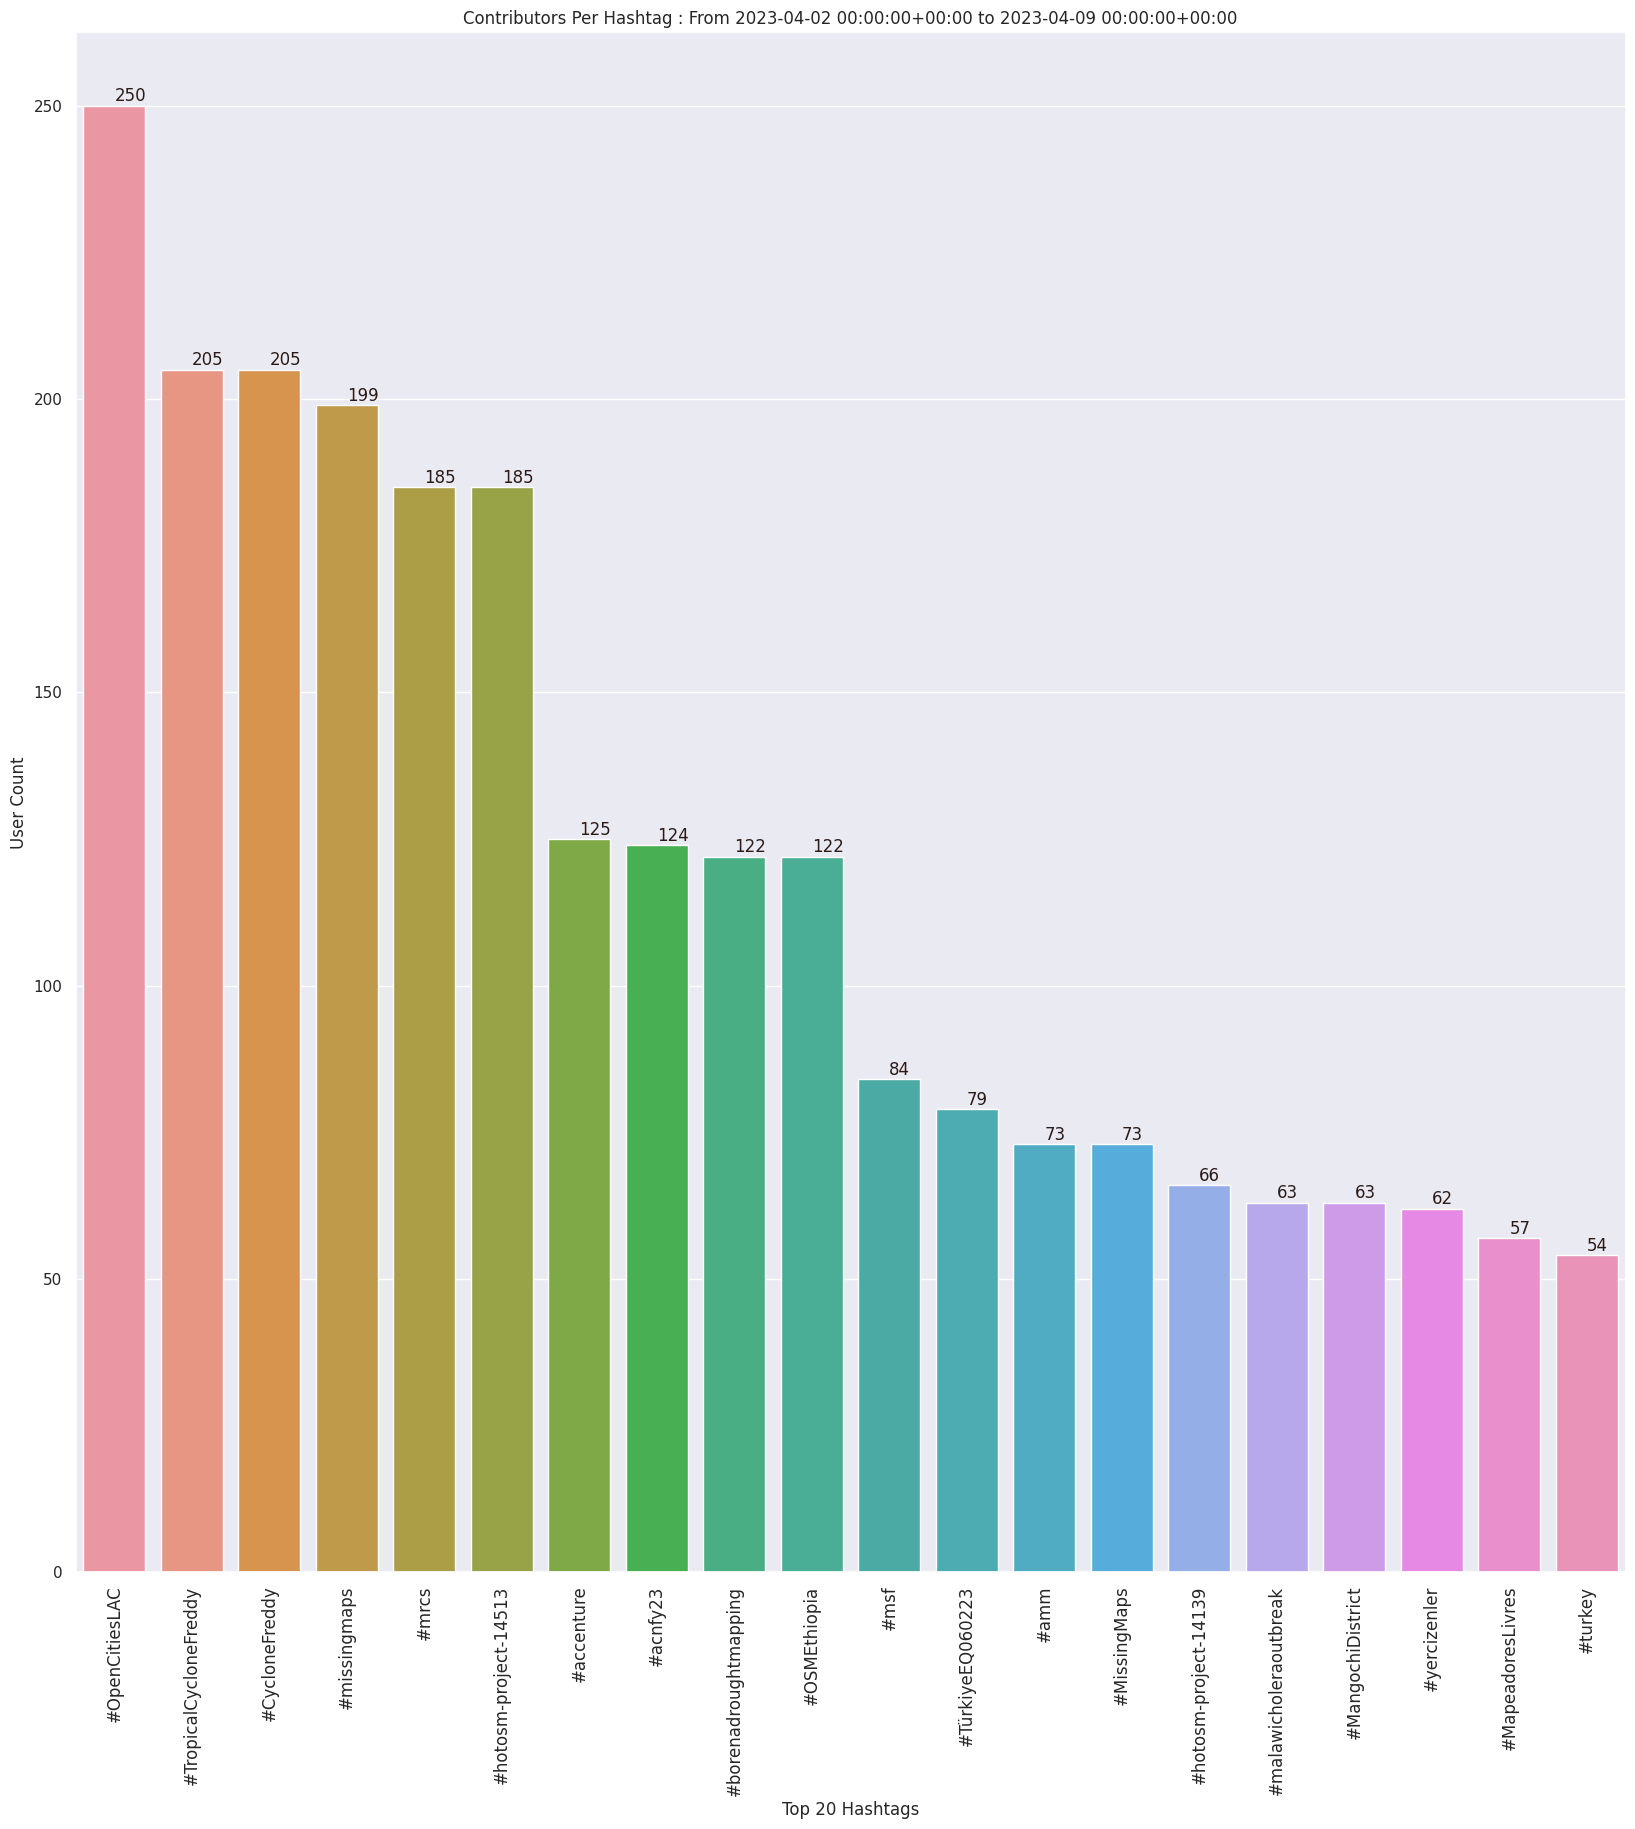 Contributors Per Hashtag : From 2023-04-02 00:00:00+00:00 to 2023-04-09 00:00:00+00:00
User Count
250
200
150
100
50
0
250
205
205
199
185
185
125
124
122
122
84
79
73
73
66
63
63
62
57
54
#OpenCitiesLAC
#TropicalCycloneFreddy
#CycloneFreddy
#missingmaps
#mrcs
#hotosm-project-14513
#accenture
#acnfy23
#borenadroughtmapping
#OSMEthiopia
#msf
#TürkiyeEQ060223
#amm
#MissingMaps
#hotosm-project-14139
#malawicholeraoutbreak
#MangochiDistrict
#yercizenler
#MapeadoresLivres
#turkey
Top 20 Hashtags